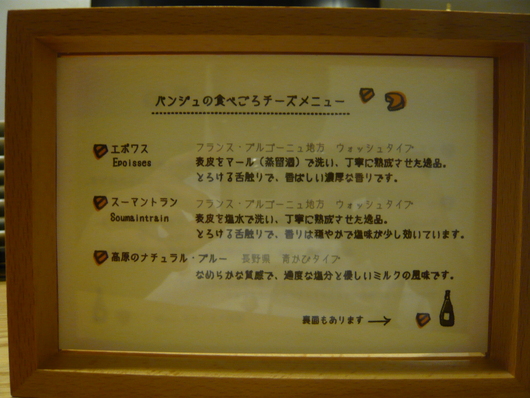 パンジュの食べごろチーズメニュー
エポワス フランス・ブルゴーニュ地方 ウォッシュタイプ
Epoisses 表皮をマール(蒸留酒)で洗い、丁寧に熟成させた逸品。
とろける舌触りで、香ばしい濃厚な香りです。
スーマントラン フランス・ブルゴーニュ地方 ウォッシュタイプ
Soumaintrain 表皮を塩水で洗い、丁寧に熟成させた逸品。
とろける舌触りで、香りは穏やかで塩味が少し効いています。
高原のナチュラル・ブルー 長野県 青かびタイプ
なめらかな質感で、適度な塩分と優しいミルクの風味です。
裏面もあります →